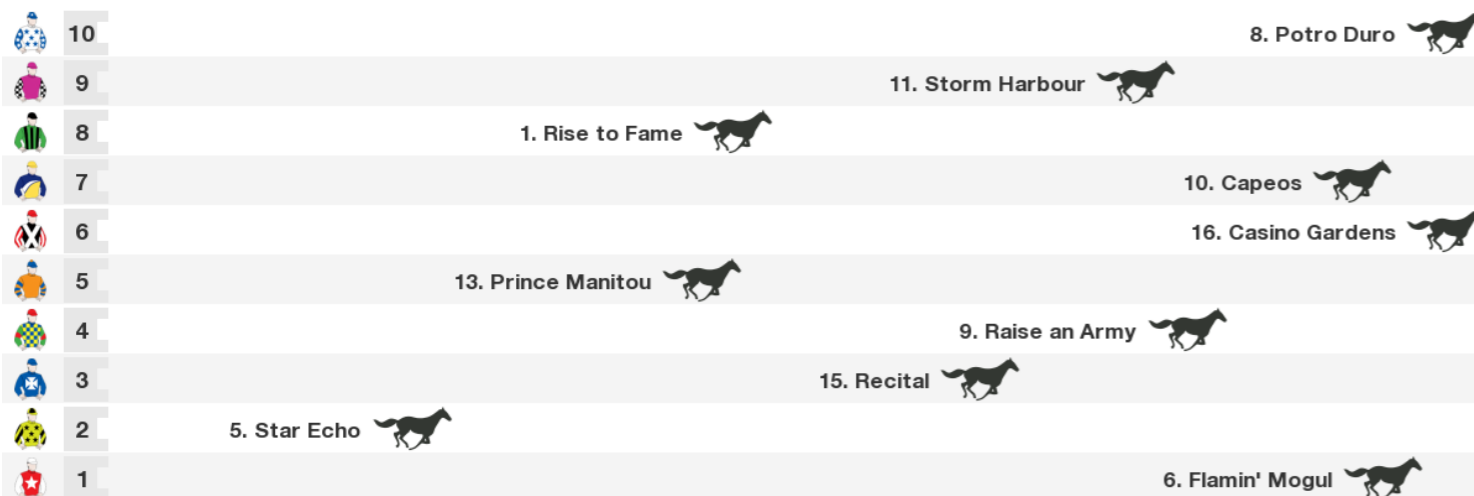 10 8. Potro Duro
9 11. Storm Harbour
8 1. Rise to Fame
7 10. Capeos
6 16. Casino Gardens
5 13. Prince Manitou
4 9. Raise an Army
3 15. Recital
2 5. Star Echo
1 6. Flamin' Mogul